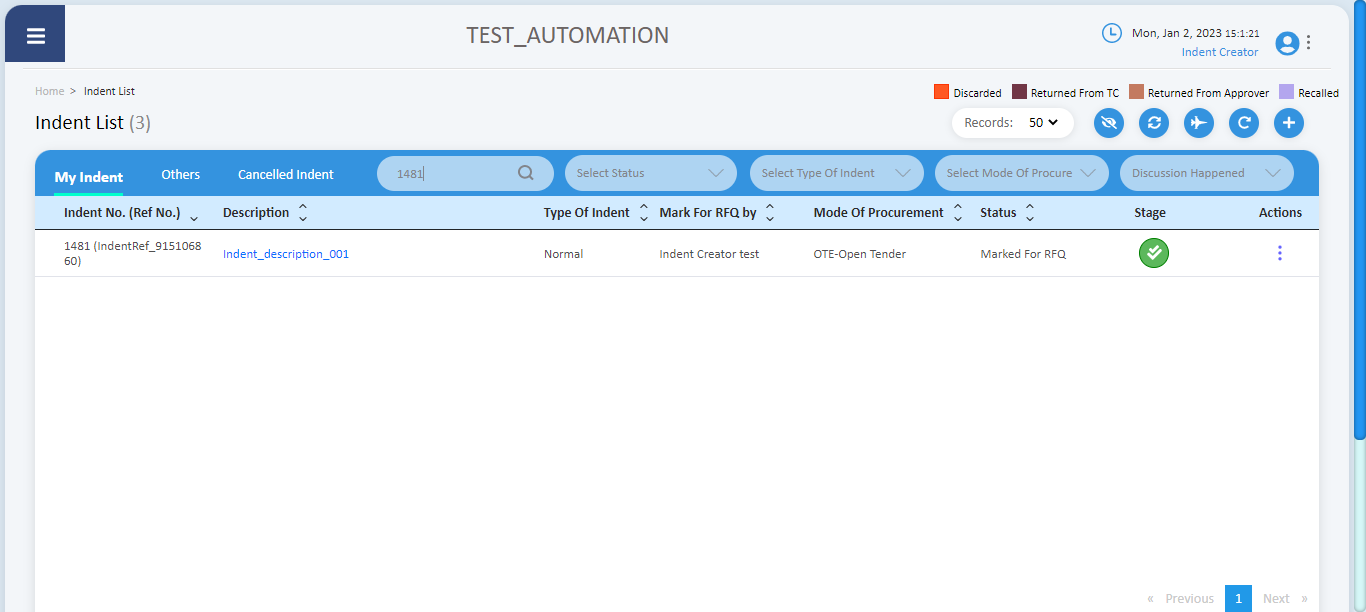 TEST_AUTOMATION
Mon, Jan 2, 2023 15:1:21
Indent Creator
Home > Indent List
Discarded Returned From TC Returned From Approver Recalled
Indent List (3)
Records: 50
My Indent Others Cancelled Indent 1481 Select Status Select Type Of Indent Select Mode Of Procure Discussion Happened
Indent No. (Ref No.) Description Type Of Indent Mark For RFQ by Mode Of Procurement Status Stage Actions
1481 (IndentRef_9151068
60)
Indent_description_001 Normal Indent Creator test OTE-Open Tender Marked For RFQ
« Previous 1 Next »